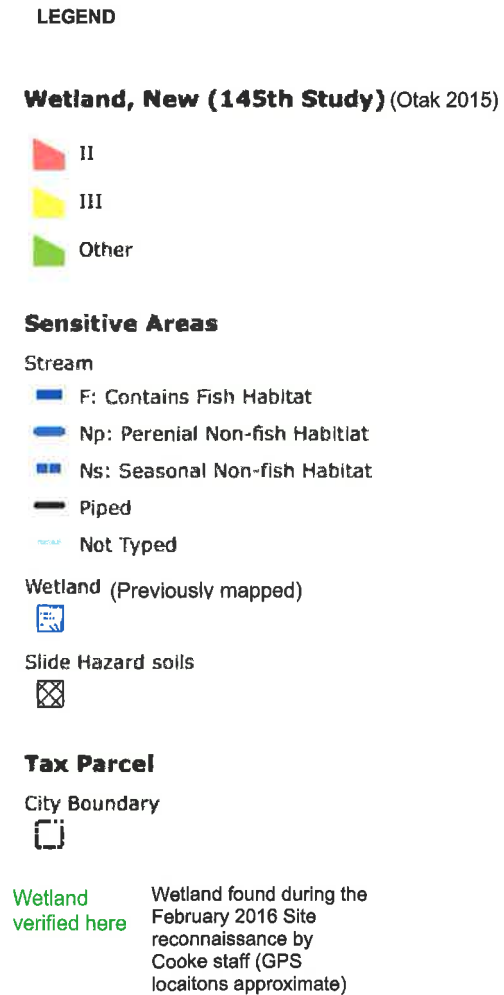 LEGEND
Wetland, New (145th Study) (Otak 2015)
II
III
Other
Sensitive Areas
Stream
F: Contains Fish Habitat
Np: Perenial Non-fish Habitiat
Ns: Seasonal Non-fish Habitat
Piped
Not Typed
Wetland (Previously mapped)
Slide Hazard soils
Tax Parcel
City Boundary
Wetland
verified here
Wetland found during the
February 2016 Site
reconnaissance by
Cooke staff (GPS
locaitons approximate)